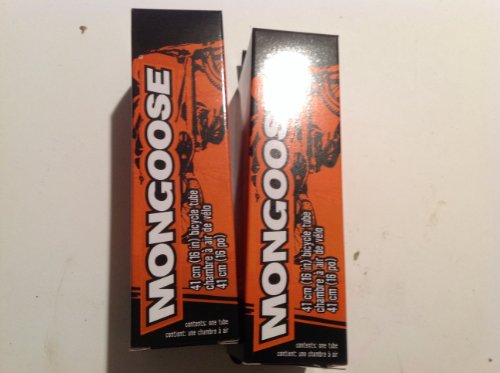 MONGOOSE
41 cm (16 in) bicycle tube
chambre à air de vélo
41 cm (16 po)
contents: one tube
contient: une chambre à air
MONGOOSE
41 cm (16 in) bicycle tube
chambre à air de vélo
41 cm (16 po)
contents: one tube
contient: une chambre à air